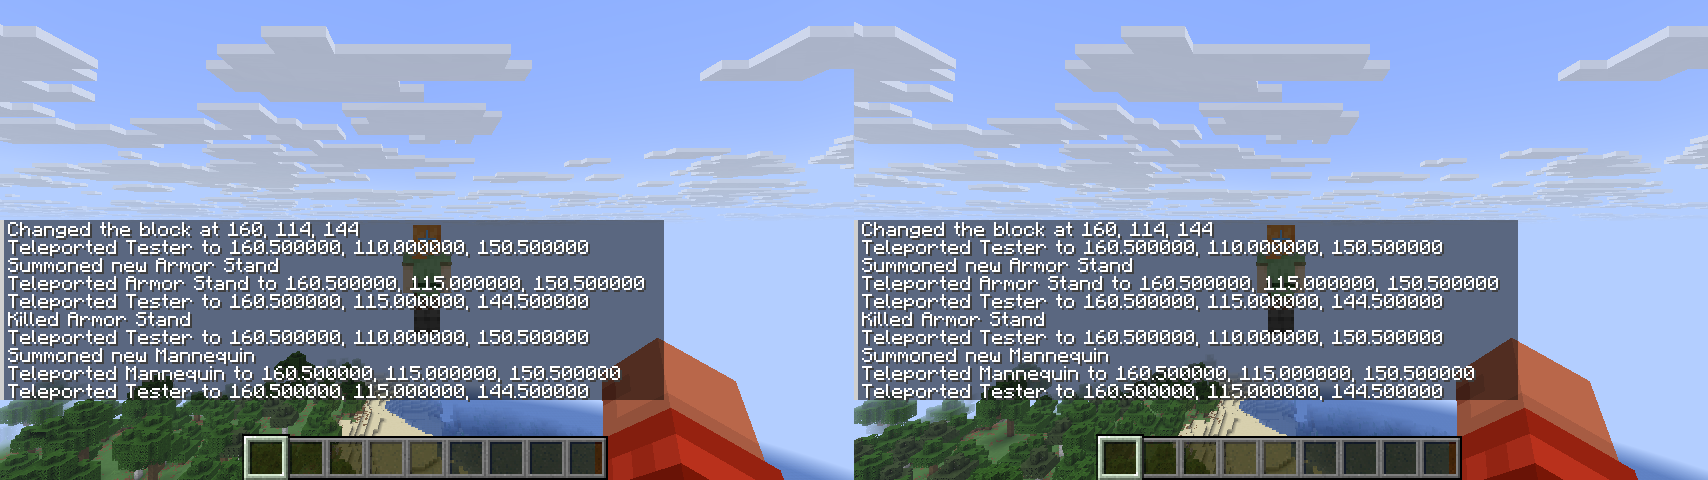 Changed the block at 160, 114, 144
Teleported Tester to 160.500000, 110.000000, 150.500000
Summoned new Armor Stand
Teleported Armor Stand to 160.500000, 115.000000, 150.500000
Teleported Tester to 160.500000, 115.000000, 144.500000
Killed Armor Stand
Teleported Tester to 160.500000, 110.000000, 150.500000
Summoned new Mannequin
Teleported Mannequin to 160.500000, 115.000000, 150.500000
Teleported Tester to 160.500000, 115.000000, 144.500000
Changed the block at 160, 114, 144
Teleported Tester to 160.500000, 110.000000, 150.500000
Summoned new Armor Stand
Teleported Armor Stand to 160.500000, 115.000000, 150.500000
Teleported Tester to 160.500000, 115.000000, 144.500000
Killed Armor Stand
Teleported Tester to 160.500000, 110.000000, 150.500000
Summoned new Mannequin
Teleported Mannequin to 160.500000, 115.000000, 150.500000
Teleported Tester to 160.500000, 115.000000, 144.500000